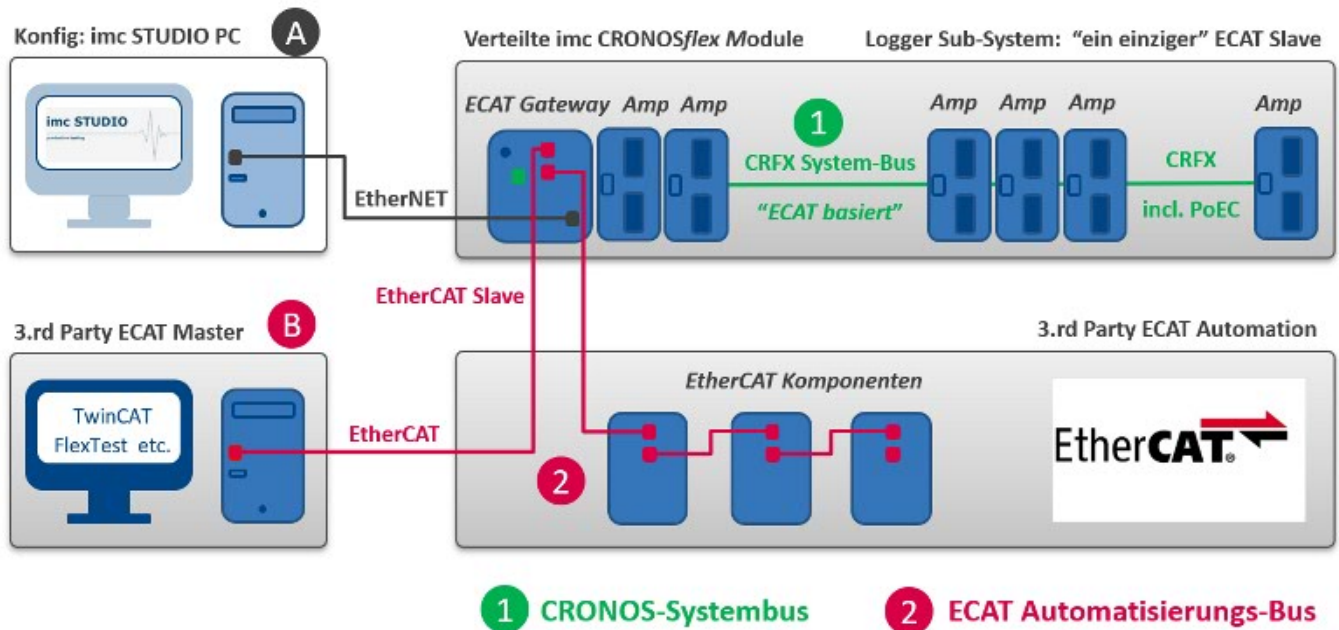 Konfig: imc STUDIO PC
A
Verteilte imc CRONOSflex Module
Logger Sub-System: “ein einziger” ECAT Slave
imc STUDIO
ECAT Gateway
Amp
Amp
1
Amp
Amp
Amp
Amp
CRFX System-Bus
CRFX
EtherNET
“ECAT basiert”
incl. PoEC
EtherCAT Slave
3.rd Party ECAT Master
B
3.rd Party ECAT Automation
EtherCAT Komponenten
TwinCAT
FlexTest etc.
EtherCAT
2
EtherCAT®
1 CRONOS-Systembus
2 ECAT Automatisierungs-Bus